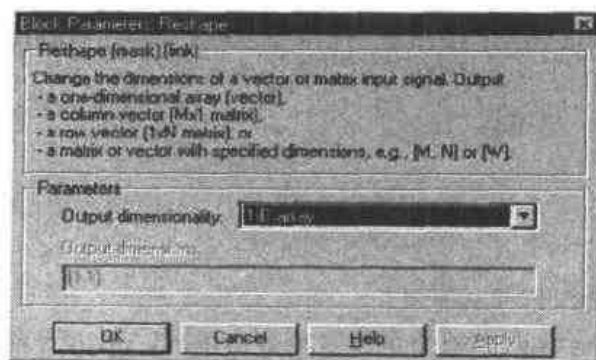 Block Parameters: Reshape
Reshape (mask) (link)
Change the dimensions of a vector or matrix input signal. Output
- a one-dimensional array (vector),
- a column vector (Mx1 matrix),
- a row vector (1xN matrix), or
- a matrix or vector with specified dimensions, e.g., [M, N] or [W].
Parameters
Output dimensionality: 1-D array
Output dimensions:
[1,1]
OK Cancel Help Apply